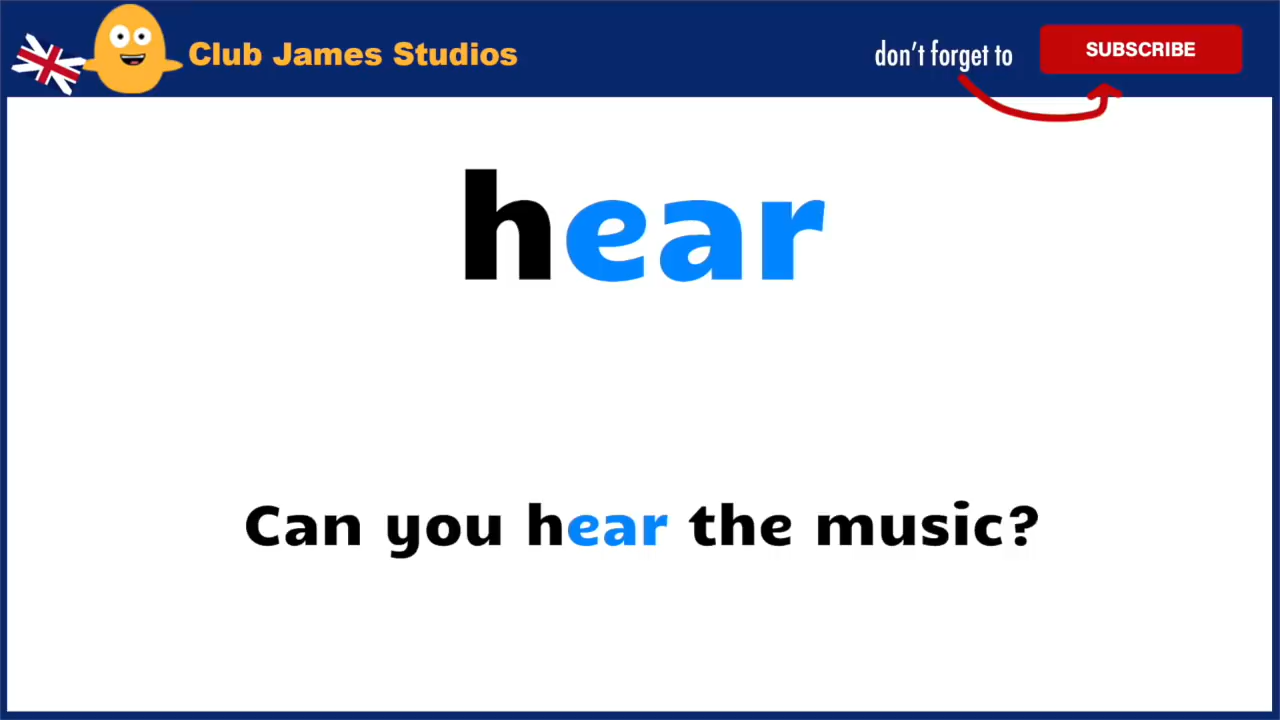 Club James Studios
don't forget to
SUBSCRIBE
hear
Can you hear the music?